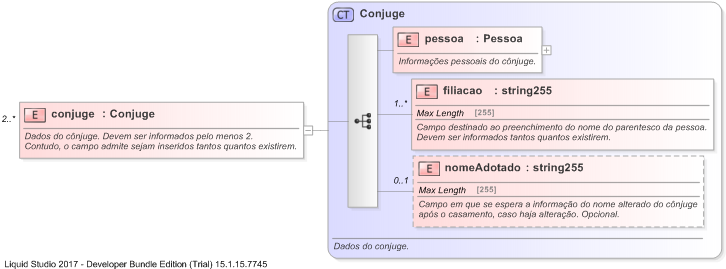 CT Conjuge
E pessoa : Pessoa
Informações pessoais do cônjuge.
E filiacao : string255
1..*
Max Length [255]
Campo destinado ao preenchimento do nome do parentesco da pessoa.
Devem ser informados tantos quantos existirem.
2..*
E conjuge : Conjuge
Dados do cônjuge. Devem ser informados pelo menos 2.
Contudo, o campo admite sejam inseridos tantos quantos existirem.
E nomeAdotado : string255
0..1
Max Length [255]
Campo em que se espera a informação do nome alterado do cônjuge
após o casamento, caso haja alteração. Opcional.
Dados do conjuge.
Liquid Studio 2017 - Developer Bundle Edition (Trial) 15.1.15.7745